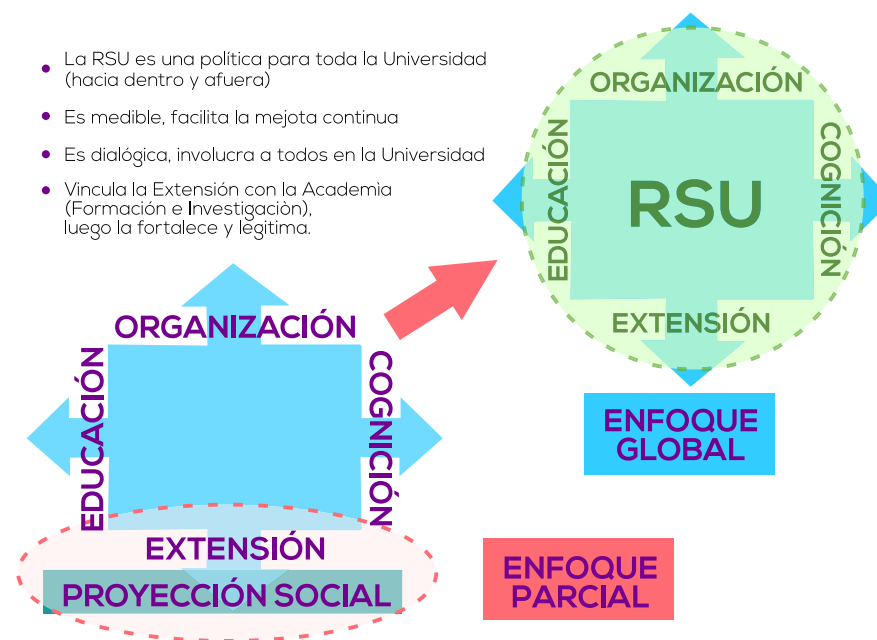 La RSU es una política para toda la Universidad
(hacia dentro y afuera)
Es medible, facilita la mejota continua
Es dialógica, involucra a todos en la Universidad
Vincula la Extensión con la Academìa
(Formación e Investigaciòn),
luego la fortalece y legitima.
ORGANIZACIÓN
EDUCACIÓN
RSU
COGNICIÓN
EXTENSIÓN
ENFOQUE
GLOBAL
ORGANIZACIÓN
EDUCACIÓN
COGNICIÓN
EXTENSIÓN
PROYECCIÓN SOCIAL
ENFOQUE
PARCIAL